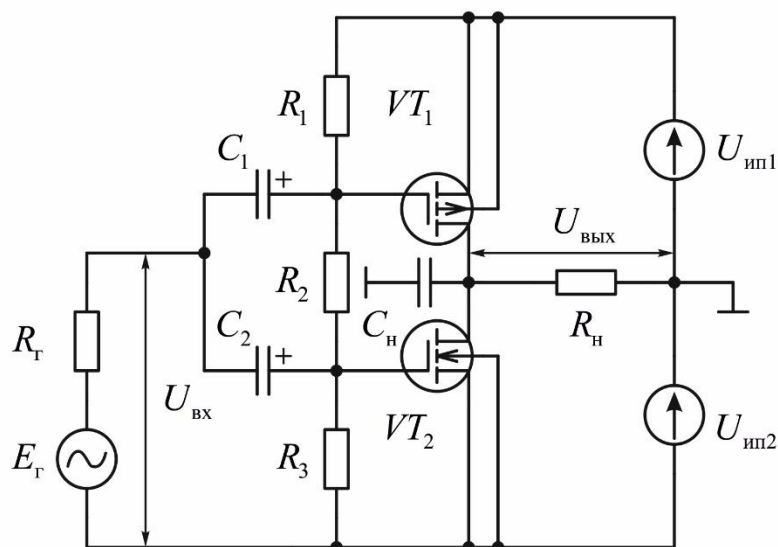 R₁
VT₁
C₁
+
Uип1
Uвых
R₂
Cн
Rн
C₂
+
Rг
Uвх
VT₂
Uип2
Eг
R₃